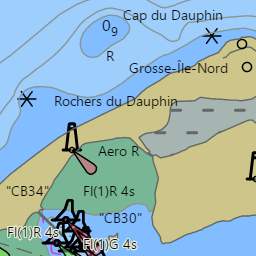 Cap du Dauphin
0₉
R
Grosse-Île-Nord
Rochers du Dauphin
Aero R
"CB34"
Fl(1)R 4s
"CB30"
Fl(1)R 4s
Fl(1)G 4s